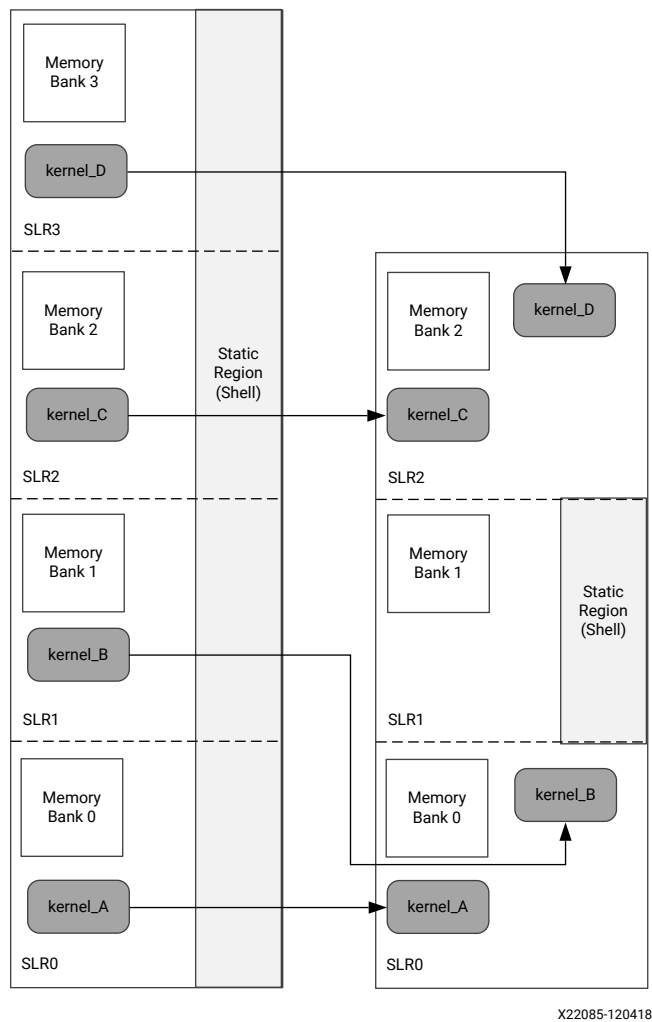 Memory
Bank 3
kernel_D
SLR3
Memory
Bank 2
kernel_C
SLR2
Static
Region
(Shell)
Memory
Bank 1
kernel_B
SLR1
Memory
Bank 0
kernel_A
SLR0
Memory
Bank 2
kernel_D
kernel_C
SLR2
Memory
Bank 1
Static
Region
(Shell)
SLR1
Memory
Bank 0
kernel_B
kernel_A
SLR0
X22085-120418